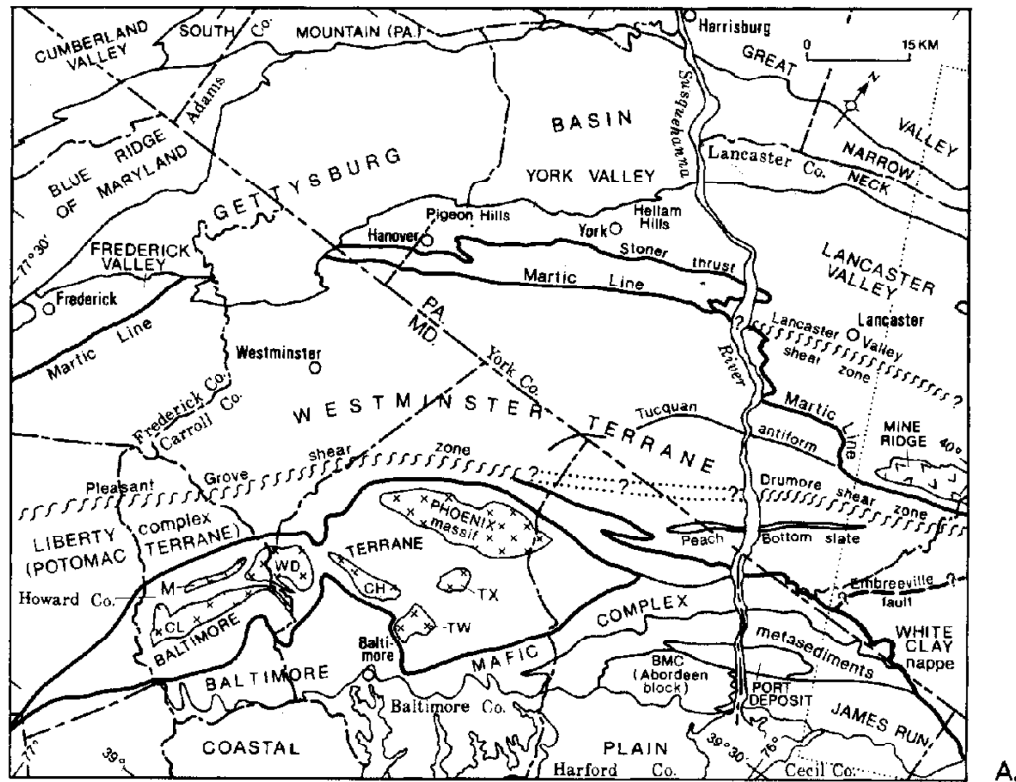 CUMBERLAND
VALLEY
SOUTH
Co.
MOUNTAIN (PA.)
Harrisburg
0 15 KM
GREAT
N
Adams
Susquehanna
BLUE RIDGE
OF MARYLAND
BASIN
VALLEY
GETTYSBURG
Lancaster Co.
NARROW
NECK
YORK VALLEY
Pigeon Hills
Hellam
Hills
77°30'
Hanover
York
Stoner thrust
FREDERICK
VALLEY
Martic Line
LANCASTER
VALLEY
Frederick
PA.
MD.
?
Lancaster
Valley
shear
zone
?
Lancaster
Martic Line
Westminster
York Co.
River
Frederick Co.
Carroll Co.
WESTMINSTER TERRANE
Tucquan
antiform
Martic
Line
MINE
RIDGE
40°
Pleasant Grove shear zone
? ? ?
Drumore shear
zone
LIBERTY complex
(POTOMAC TERRANE)
PHOENIX
massif
Peach Bottom slate
TERRANE
M
WD
CH
TX
Howard Co.
Embreeville ?
fault
?
CL
BALTIMORE
TW
COMPLEX
WHITE
CLAY
nappe
Balti-
more
MAFIC
metasediments
BALTIMORE
BMC
(Abordeen
block)
PORT
DEPOSIT
Baltimore Co.
JAMES RUN
77°
39°
COASTAL
PLAIN
39°30'
76°
Harford Co.
Cecil Co.
A.